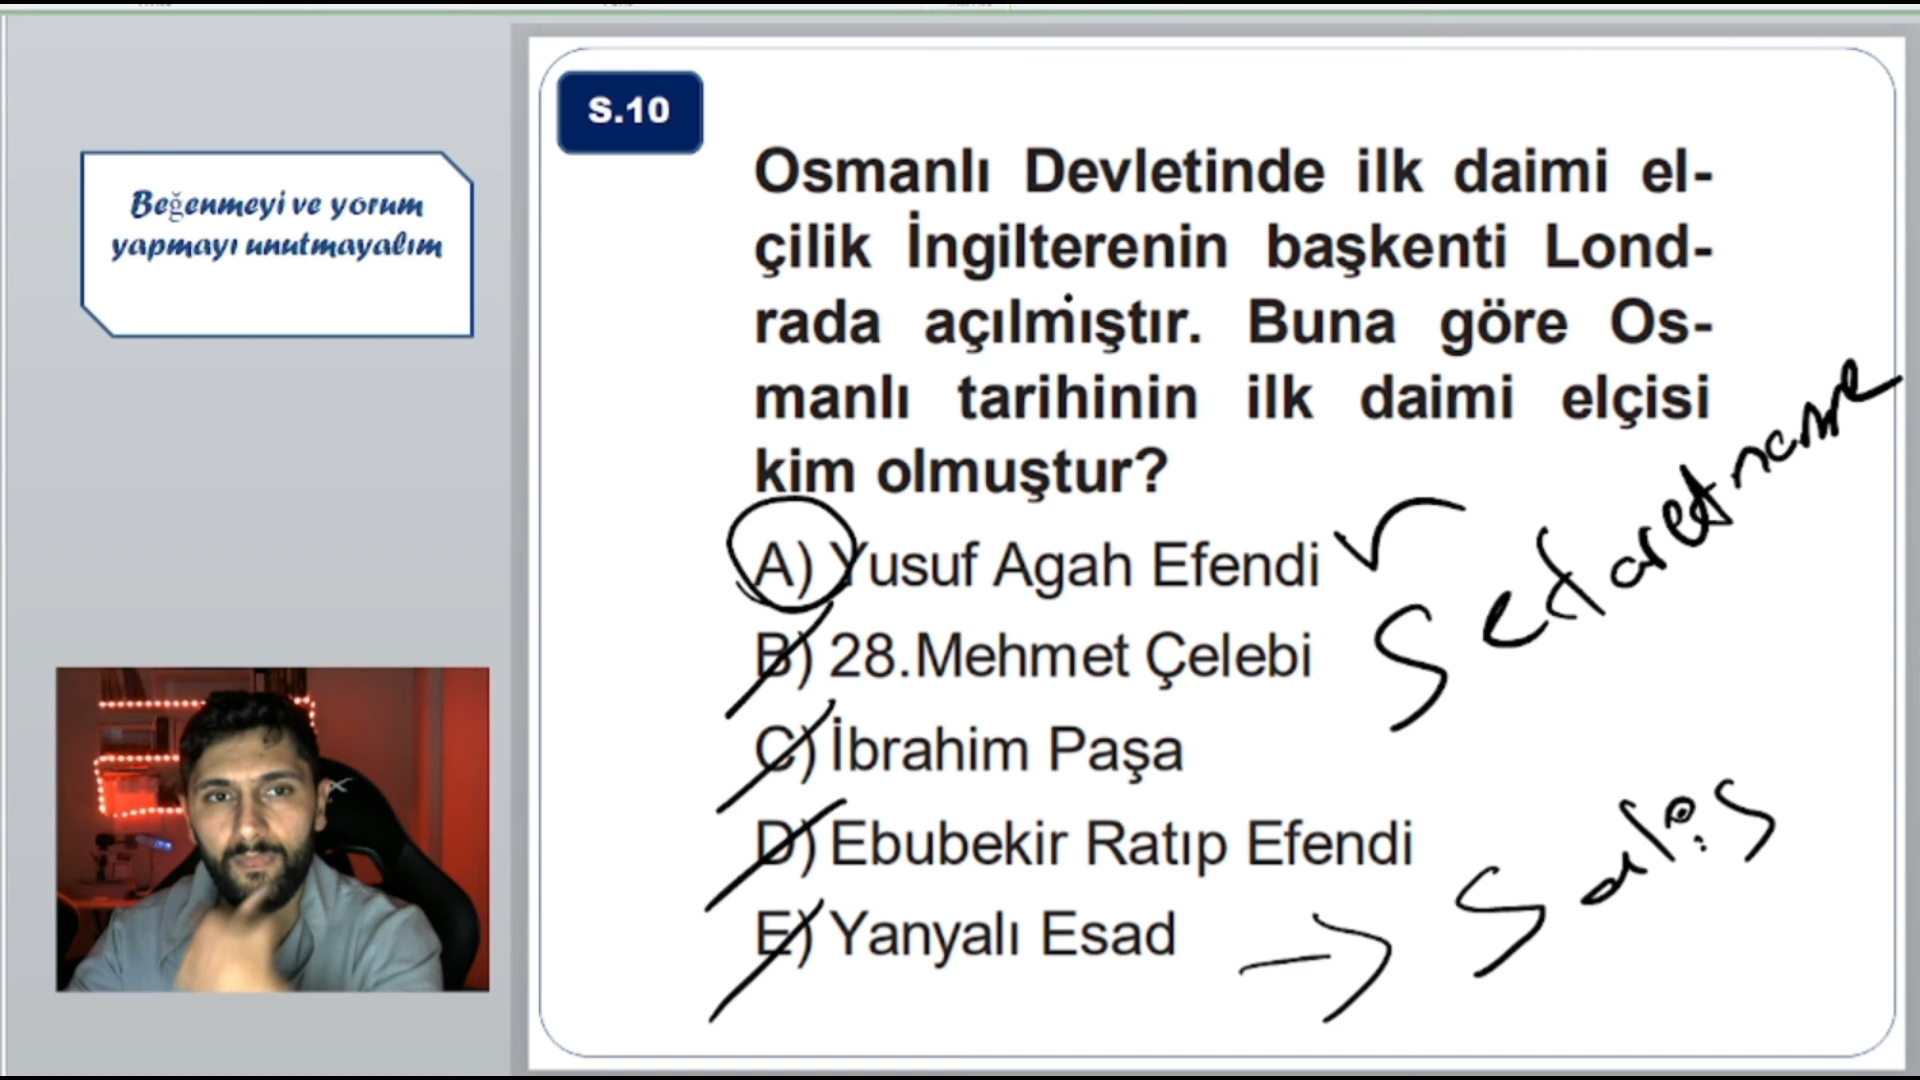 S.10
Beğenmeyi ve yorum
yapmayı unutmayalım
Osmanlı Devletinde ilk daimi el-
çilik İngilterenin başkenti Lond-
rada açılmıştır. Buna göre Os-
manlı tarihinin ilk daimi elçisi
kim olmuştur?
A) Yusuf Agah Efendi
B) 28.Mehmet Çelebi
C) İbrahim Paşa
D) Ebubekir Ratıp Efendi
E) Yanyalı Esad
Sefaretname